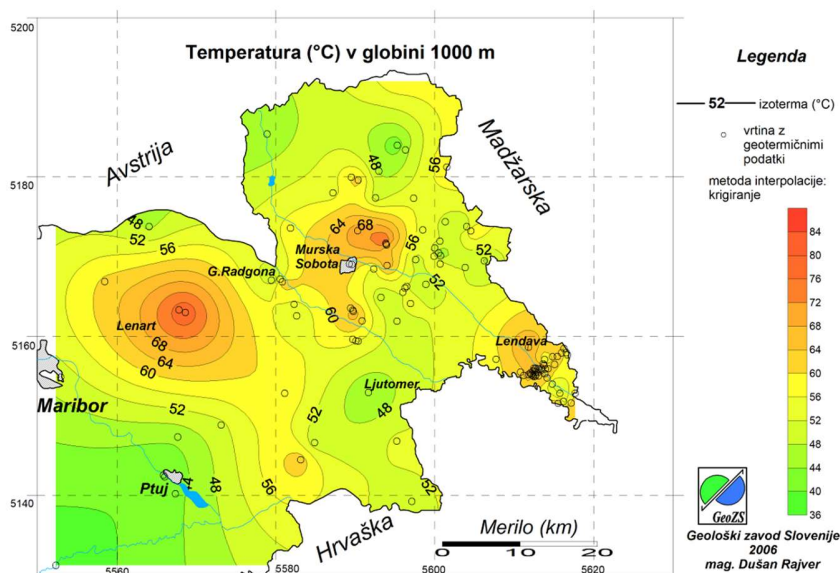 Temperatura (°C) v globini 1000 m
5200
5180
5160
5140
5560
5580
5600
5620
Avstrija
Madžarska
Hrvaška
48
52
56
48
56
64
68
Murska
Sobota
56
52
G.Radgona
52
60
Lenart
68
64
60
Lendava
Maribor
Ljutomer
48
52
52
48
56
Ptuj
52
Merilo (km)
0 10 20
Legenda
52 izoterma (°C)
vrtina z
geotermičnimi
podatki
metoda interpolacije:
krigiranje
88
84
80
76
72
68
64
60
56
52
48
44
40
36
GeoZS
Geološki zavod Slovenije
2006
mag. Dušan Rajver